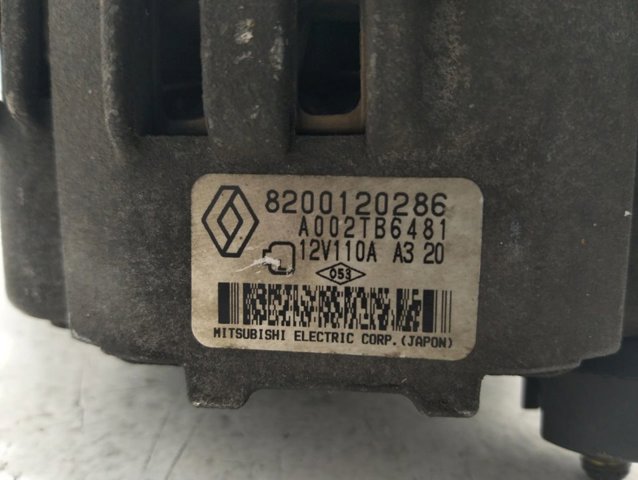 8200120286
A002TB6481
12V110A A3 20
053
MITSUBISHI ELECTRIC CORP.(JAPON)